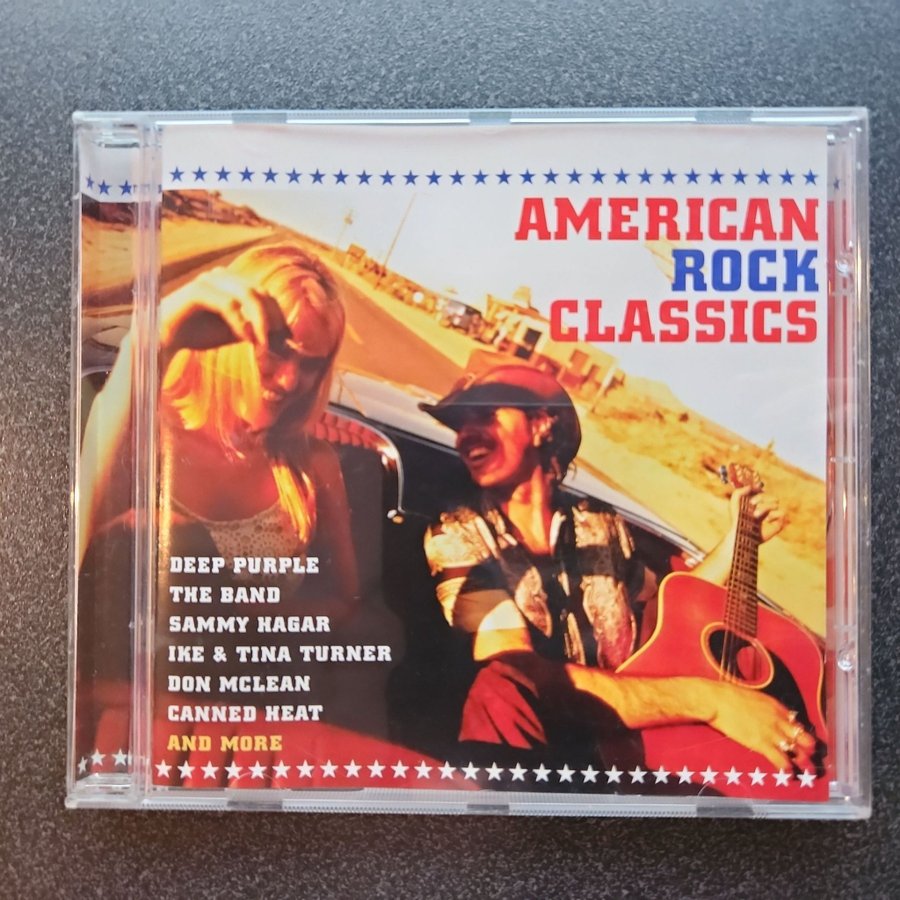 AMERICAN
ROCK
CLASSICS
DEEP PURPLE
THE BAND
SAMMY HAGAR
IKE & TINA TURNER
DON MCLEAN
CANNED HEAT
AND MORE